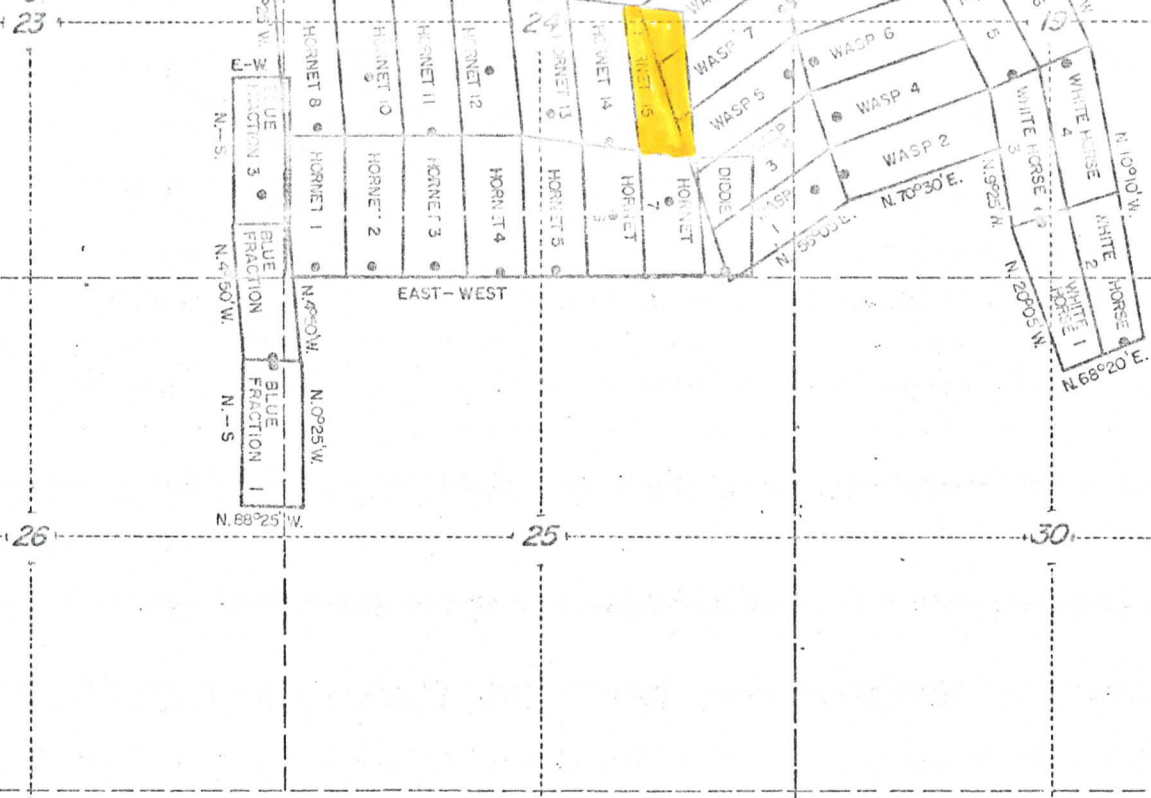 23
24
19
E-W
HORNET 8
HORNET 10
HORNET 11
HORNET 12
HORNET 13
HORNET 14
15
WASP 7
WASP 6
WASP 5
WASP 4
WASP 2
WASP
3
WASP
1
5
WHITE HORSE
3
WHITE HORSE
4
N 10°10'W.
N.-S.
FRACTION 3
HORNET 1
HORNET 2
HORNET 3
HORNET 4
HORNET 5
HORNET
HORNET
7
DIDDIE
N.70°30'E.
N.9°25'W.
BLUE
FRACTION
N.4°50'W.
N.4°50'W.
EAST-WEST
N. 20°05'W.
WHITE
HORSE
2
WHITE
HORSE
1
N.68°20'E.
BLUE
FRACTION
1
N.-S
N.0°25'W.
N.88°25'W.
26
25
30